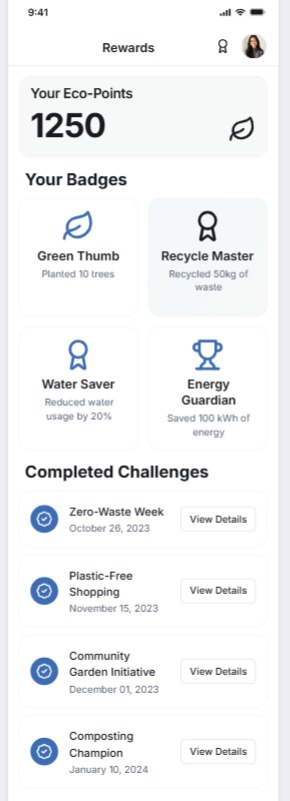 9:41
Rewards
Your Eco-Points
1250
Your Badges
Green Thumb
Planted 10 trees
Recycle Master
Recycled 50kg of
waste
Water Saver
Reduced water
usage by 20%
Energy
Guardian
Saved 100 kWh of
energy
Completed Challenges
Zero-Waste Week
October 26, 2023
View Details
Plastic-Free
Shopping
November 15, 2023
View Details
Community
Garden Initiative
December 01, 2023
View Details
Composting
Champion
January 10, 2024
View Details